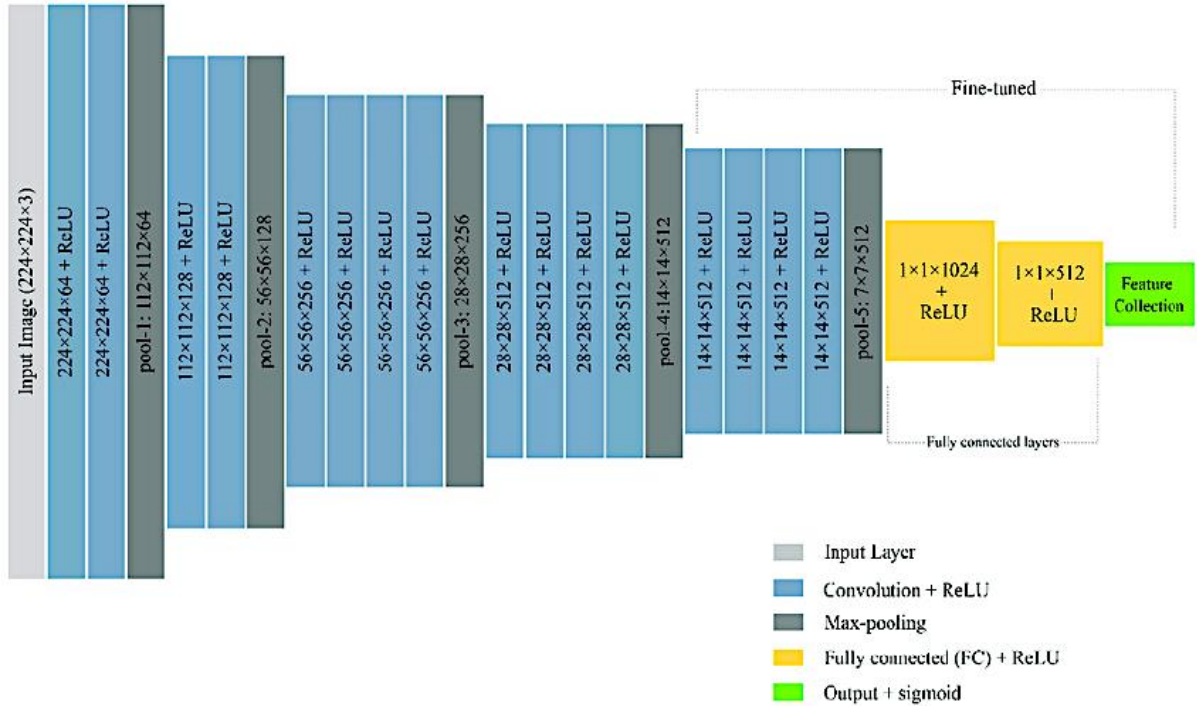 Input Image (224×224×3)
224×224×64 + ReLU
224×224×64 + ReLU
pool-1: 112×112×64
112×112×128 + ReLU
112×112×128 + ReLU
pool-2: 56×56×128
56×56×256 + ReLU
56×56×256 + ReLU
56×56×256 + ReLU
56×56×256 + ReLU
pool-3: 28×28×256
28×28×512 + ReLU
28×28×512 + ReLU
28×28×512 + ReLU
28×28×512 + ReLU
pool-4:14×14×512
14×14×512 + ReLU
14×14×512 + ReLU
14×14×512 + ReLU
14×14×512 + ReLU
pool-5: 7×7×512
Fine-tuned
1×1×1024
+
ReLU
1×1×512
+
ReLU
Feature
Collection
Fully connected layers
Input Layer
Convolution + ReLU
Max-pooling
Fully connected (FC) + ReLU
Output + sigmoid